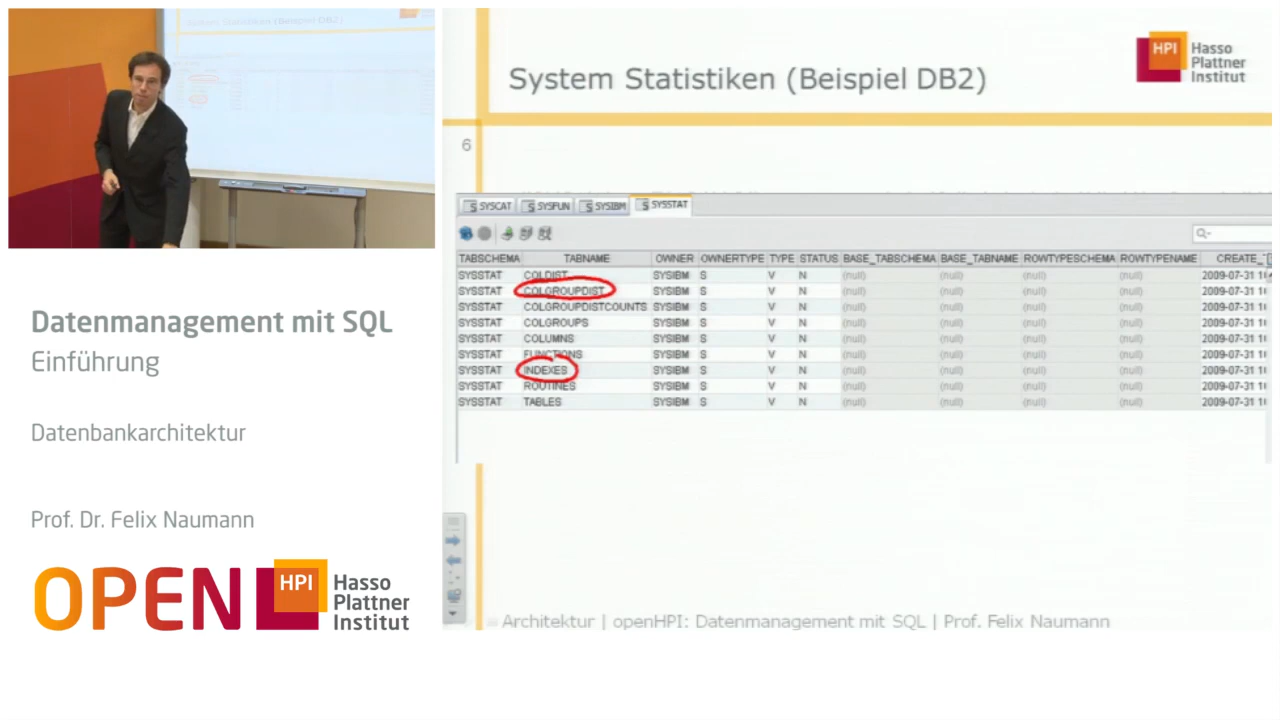 System Statistiken (Beispiel DB2)
HPI Hasso
Plattner
Institut
6
SYSCAT SYSFUN SYSIBM SYSSTAT
TABSCHEMA TABNAME OWNER OWNERTYPE TYPE STATUS BASE_TABSCHEMA BASE_TABNAME ROWTYPESCHEMA ROWTYPENAME CREATE_
SYSSTAT COLDIST SYSIBM S V N (null) (null) (null) (null) 2009-07-31
SYSSTAT COLGROUPDIST SYSIBM S V N (null) (null) (null) (null) 2009-07-31
SYSSTAT COLGROUPDISTCOUNTS SYSIBM S V N (null) (null) (null) (null) 2009-07-31
SYSSTAT COLGROUPS SYSIBM S V N (null) (null) (null) (null) 2009-07-31
SYSSTAT COLUMNS SYSIBM S V N (null) (null) (null) (null) 2009-07-31
SYSSTAT FUNCTIONS SYSIBM S V N (null) (null) (null) (null) 2009-07-31
SYSSTAT INDEXES SYSIBM S V N (null) (null) (null) (null) 2009-07-31
SYSSTAT ROUTINES SYSIBM S V N (null) (null) (null) (null) 2009-07-31
SYSSTAT TABLES SYSIBM S V N (null) (null) (null) (null) 2009-07-31
Architektur | openHPI: Datenmanagement mit SQL | Prof. Felix Naumann
Datenmanagement mit SQL
Einführung
Datenbankarchitektur
Prof. Dr. Felix Naumann
OPEN HPI Hasso
Plattner
Institut